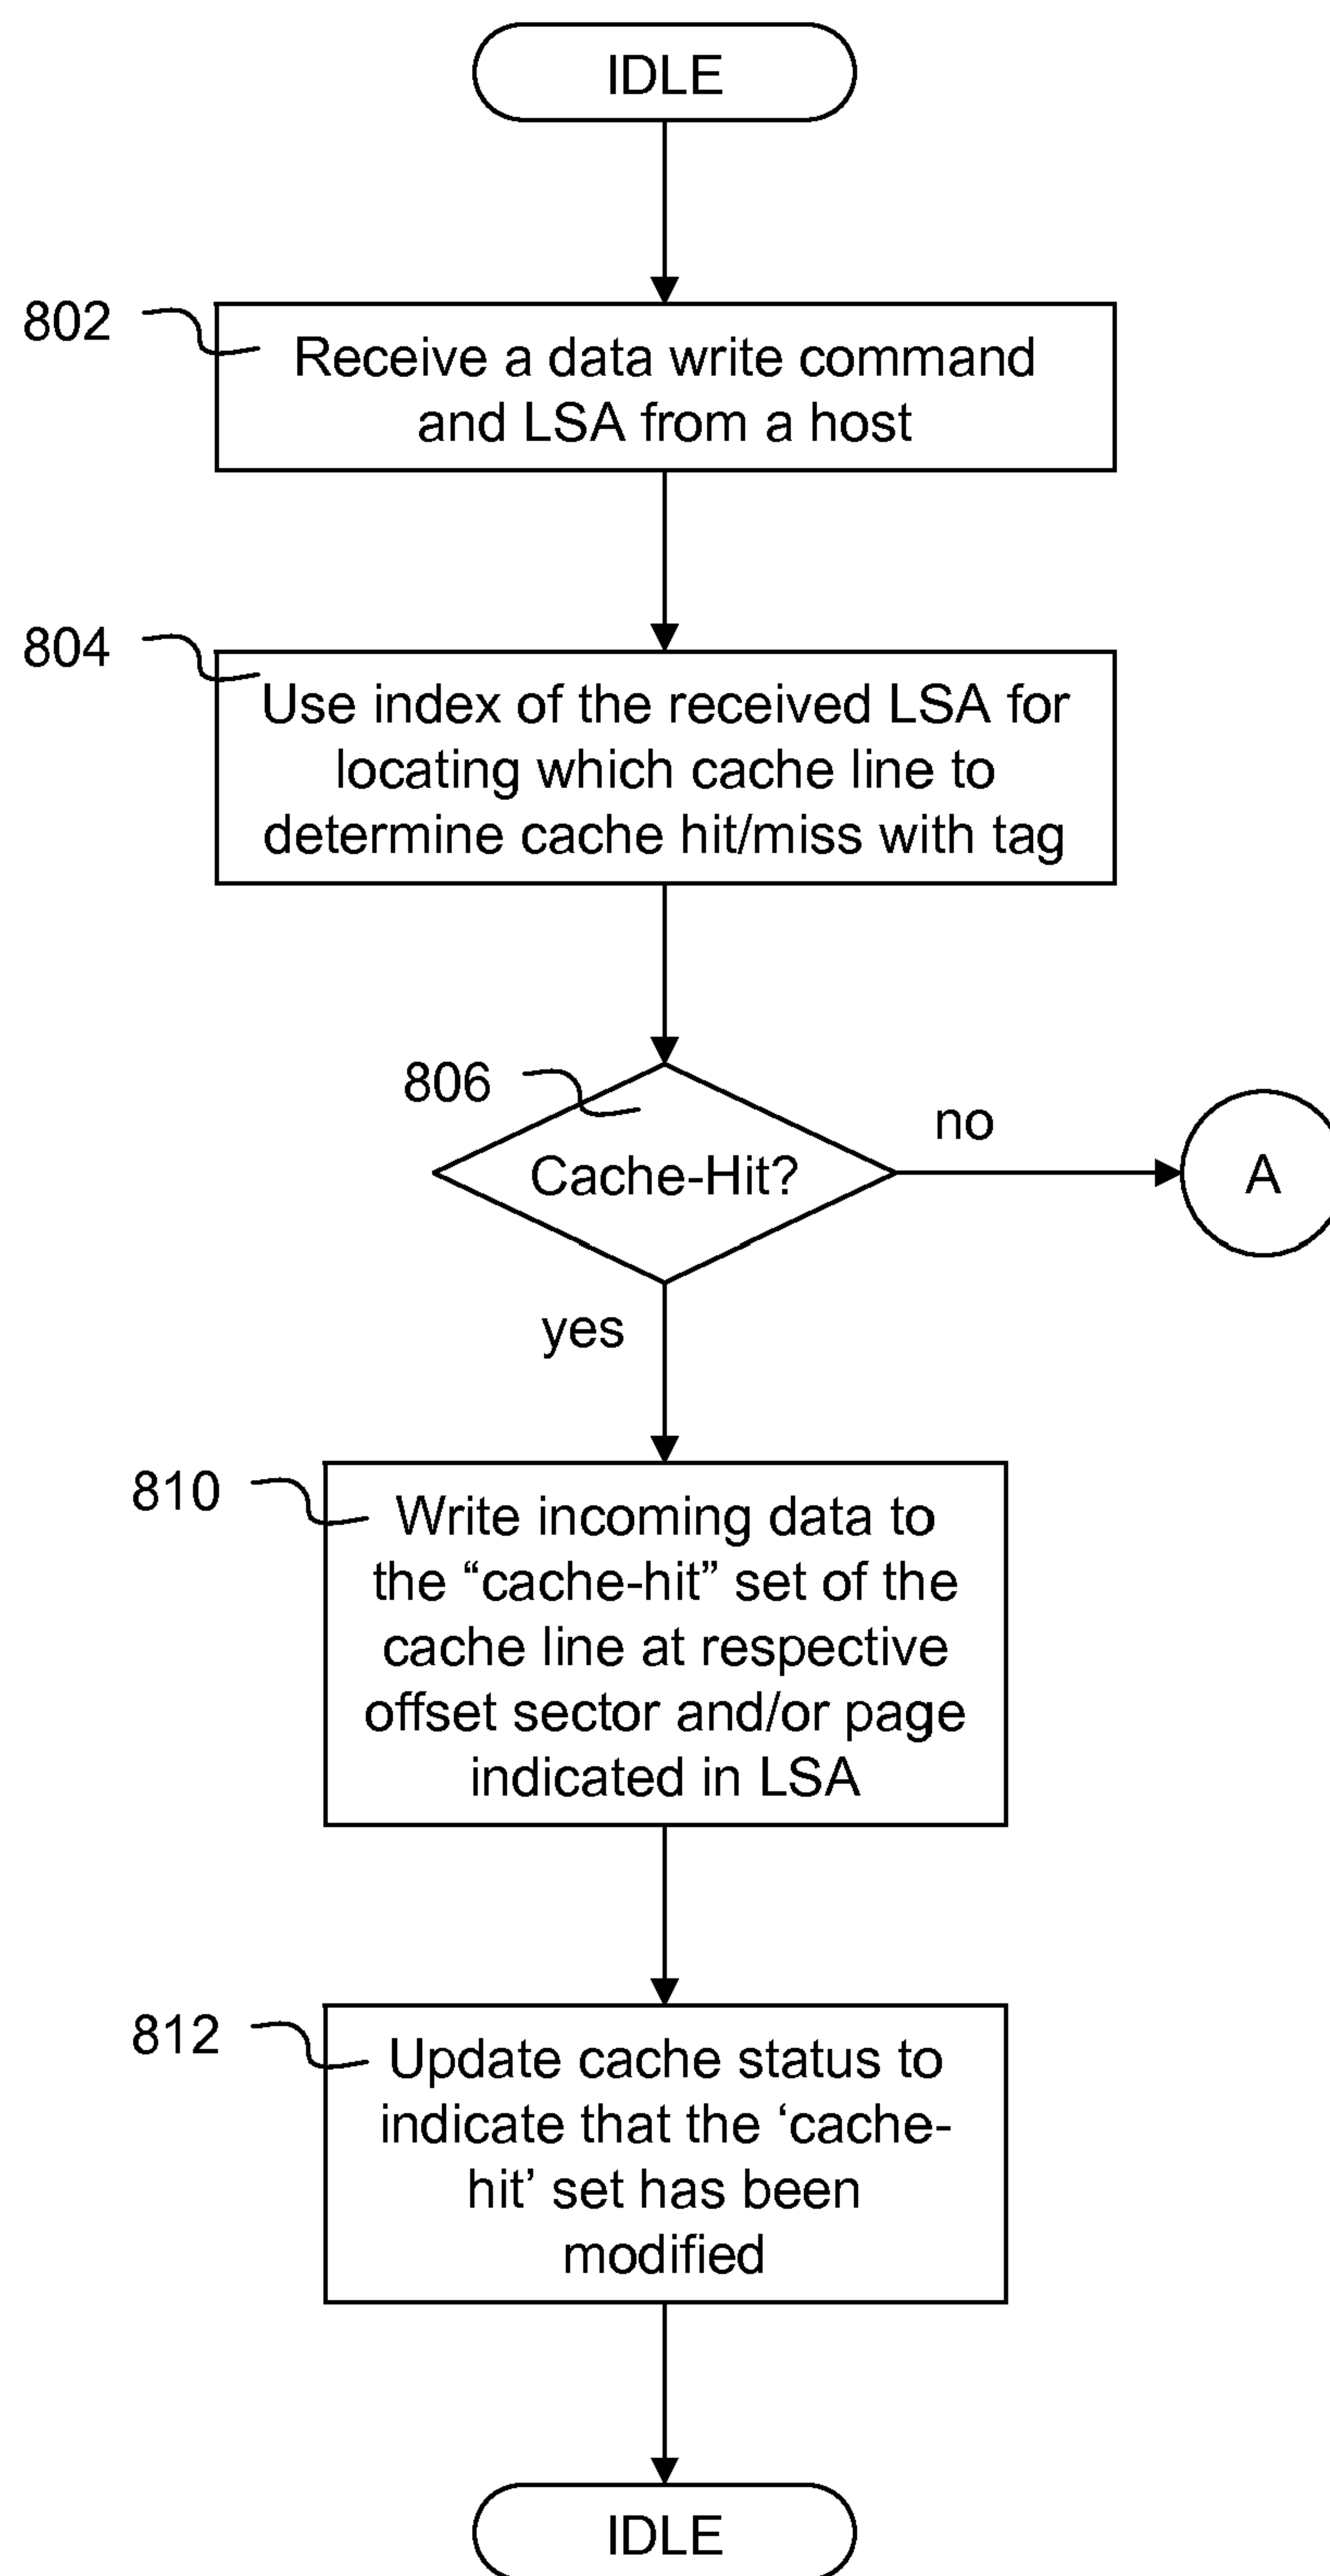 IDLE
802
Receive a data write command
and LSA from a host
804
Use index of the received LSA for
locating which cache line to
determine cache hit/miss with tag
806
Cache-Hit?
no
A
yes
810
Write incoming data to
the “cache-hit” set of the
cache line at respective
offset sector and/or page
indicated in LSA
812
Update cache status to
indicate that the ‘cache-
hit’ set has been
modified
IDLE